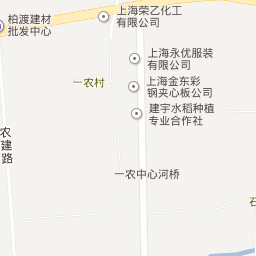 上海荣乙化工
有限公司
柏渡建材
批发中心
上海永优服装
有限公司
一农村
上海金东彩
钢夹心板公司
建宇水稻种植
专业合作社
农建路
一农中心河桥
石